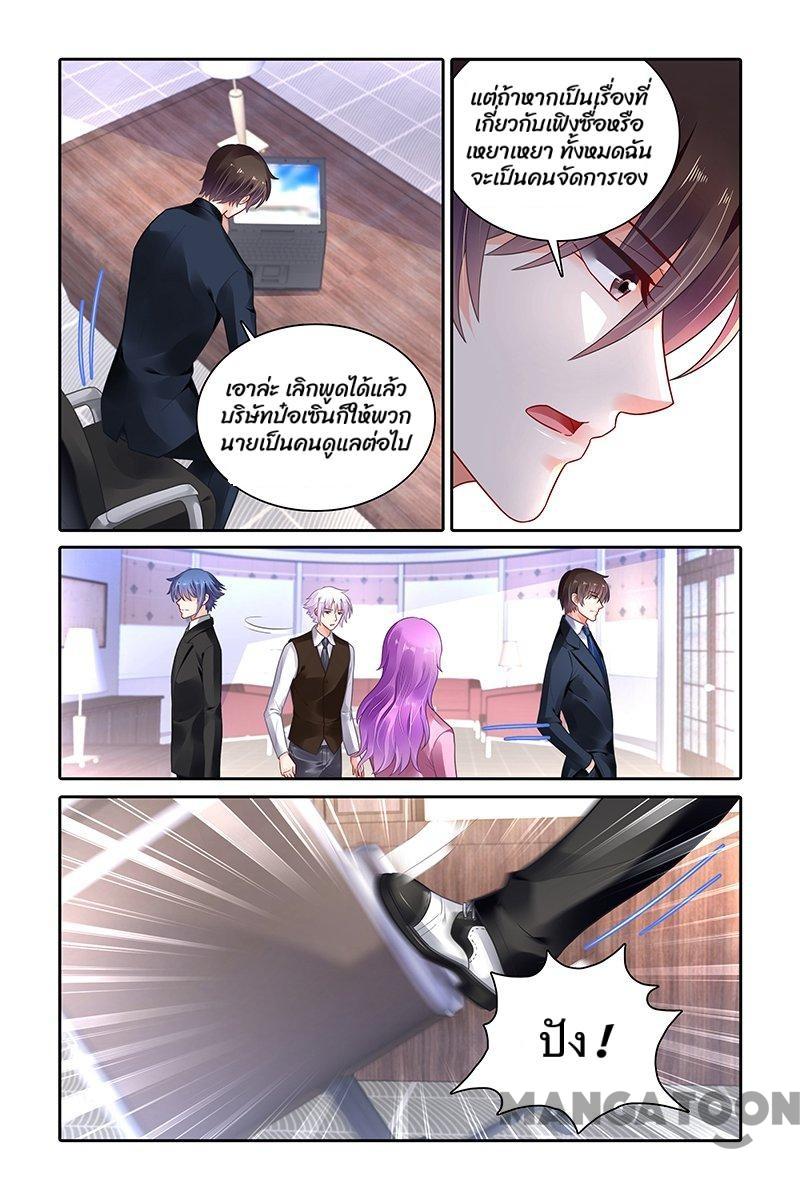 เอาล่ะ เลิกพูดได้แล้ว
บริษัทป๋อเซินก็ให้พวก
นายเป็นคนดูแลต่อไป
แต่ถ้าหากเป็นเรื่องที่
เกี่ยวกับเฟิงซื่อหรือ
เหยาเหยา ทั้งหมดฉัน
จะเป็นคนจัดการเอง
ปัง!
MANGATOON